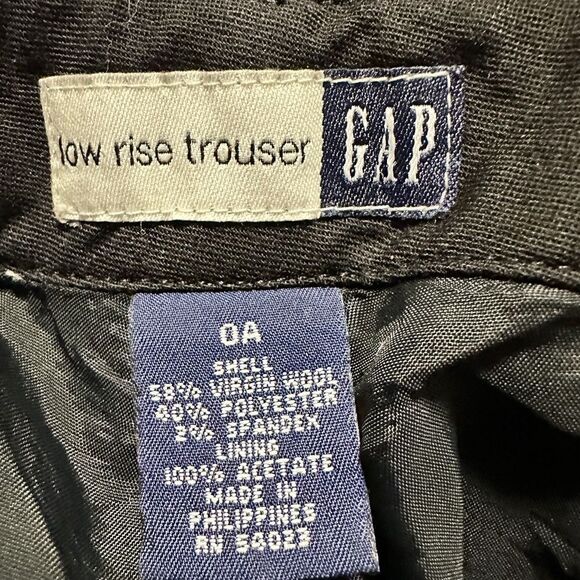 low rise trouser GAP
0A
SHELL
58% VIRGIN WOOL
40% POLYESTER
2% SPANDEX
LINING
100% ACETATE
MADE IN
PHILIPPINES
RN 54023